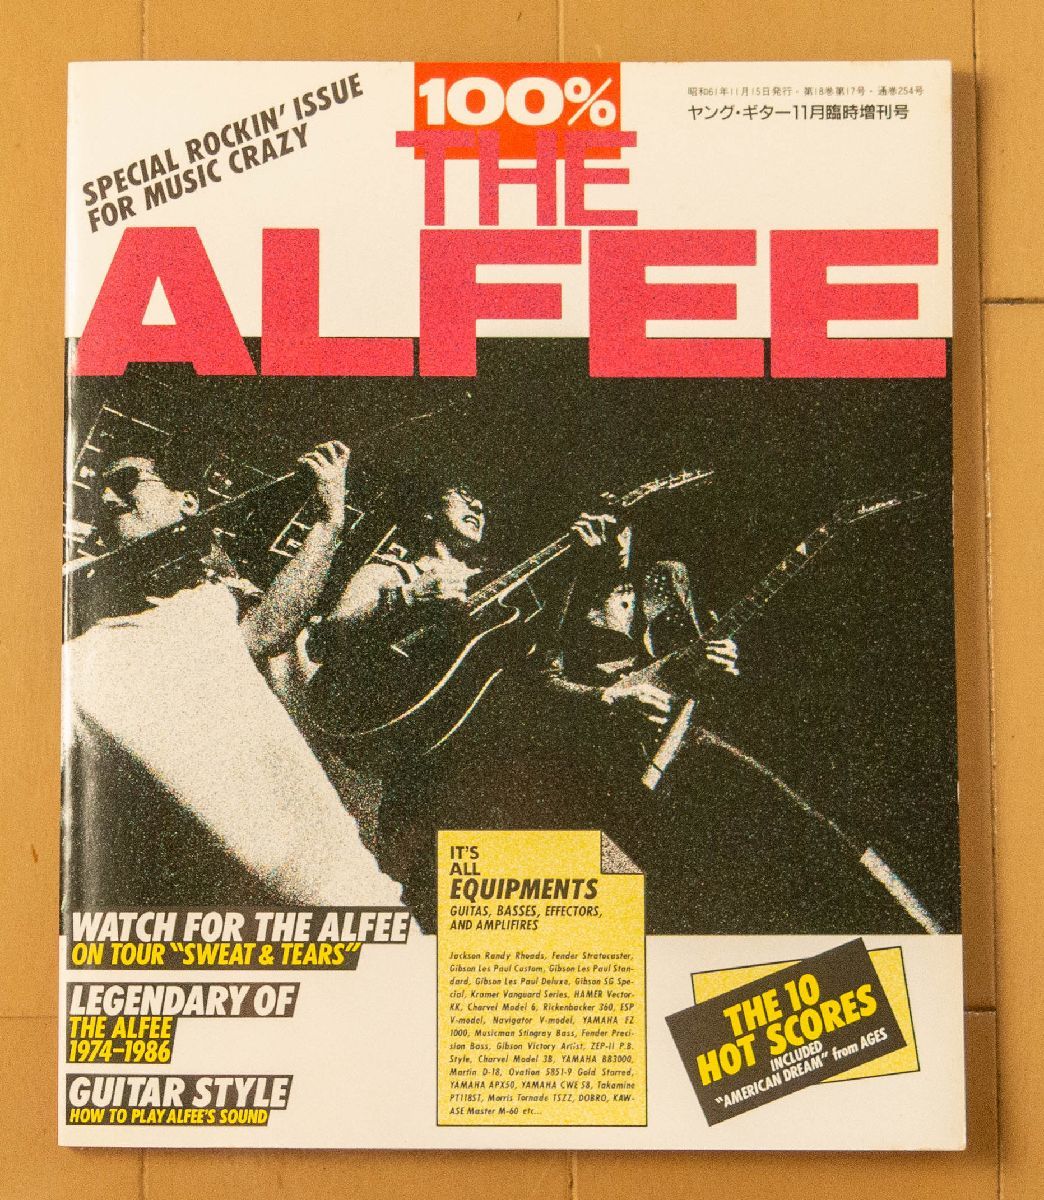 SPECIAL ROCKIN' ISSUE
FOR MUSIC CRAZY
100%
THE
ALFEE
昭和61年11月15日発行・第18巻第17号・通巻254号
ヤング・ギター11月臨時増刊号
WATCH FOR THE ALFEE
ON TOUR "SWEAT & TEARS"
LEGENDARY OF
THE ALFEE
1974–1986
GUITAR STYLE
HOW TO PLAY ALFEE'S SOUND
IT'S
ALL
EQUIPMENTS
GUITAS, BASSES, EFFECTORS,
AND AMPLIFIRES
Jackson Randy Rhoads, Fender Stratocaster,
Gibson Les Paul Custom, Gibson Les Paul Stan-
dard, Gibson Les Paul Deluxe, Gibson SG Spe-
cial, Kramer Vanguard Series, HAMER Vector-
KK, Charvel Model 6, Rickenbacker 360, ESP
V-model, Navigator V-model, YAMAHA EZ
1000, Musicman Stingray Bass, Fender Preci-
sion Bass, Gibson Victory Artist, ZEP-II P.B.
Style, Charvel Model 3B, YAMAHA BB3000,
Martin D-18, Ovation 5851-9 Gold Starred,
YAMAHA APX50, YAMAHA CWE 58, Takamine
PT118ST, Morris Tornade TSZZ, DOBRO, KAW-
ASE Master M-60 etc...
THE 10
HOT SCORES
INCLUDED
"AMERICAN DREAM" from AGES